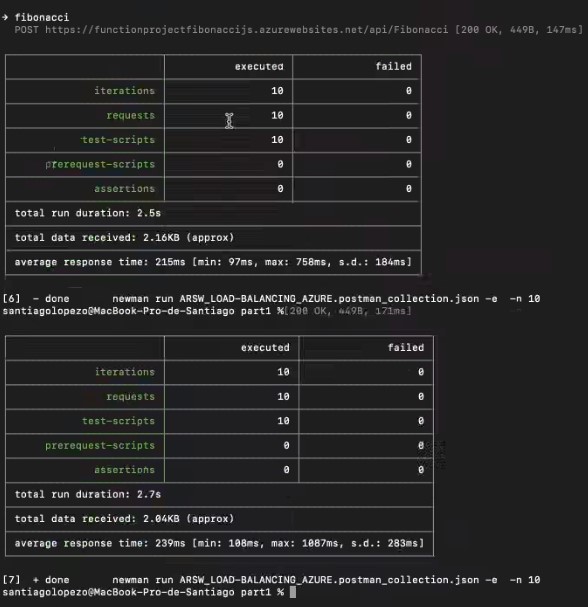 → fibonacci
POST https://functionprojectfibonaccijs.azurewebsites.net/api/Fibonacci [200 OK, 449B, 147ms]
executed failed
iterations 10 0
requests 10 0
test-scripts 10 0
prerequest-scripts 0 0
assertions 0 0
total run duration: 2.5s
total data received: 2.16KB (approx)
average response time: 215ms [min: 97ms, max: 758ms, s.d.: 184ms]
[6] - done newman run ARSW_LOAD-BALANCING_AZURE.postman_collection.json -e -n 10
santiagolopezo@MacBook-Pro-de-Santiago part1 %[200 OK, 449B, 171ms]
executed failed
iterations 10 0
requests 10 0
test-scripts 10 0
prerequest-scripts 0 0
assertions 0 0
total run duration: 2.7s
total data received: 2.04KB (approx)
average response time: 239ms [min: 108ms, max: 1087ms, s.d.: 283ms]
[7] + done newman run ARSW_LOAD-BALANCING_AZURE.postman_collection.json -e -n 10
santiagolopezo@MacBook-Pro-de-Santiago part1 %